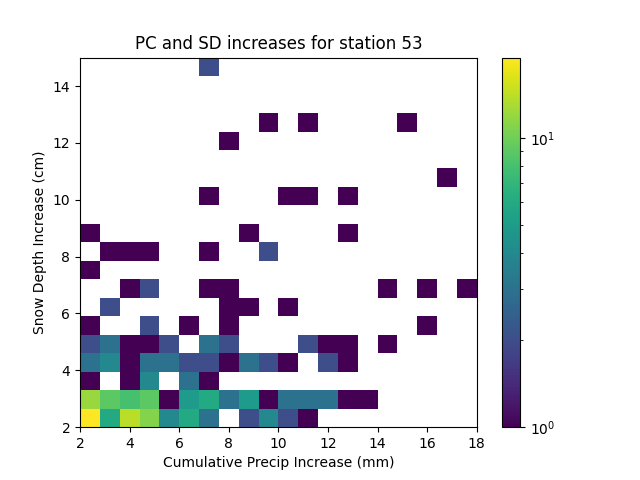 PC and SD increases for station 53
14
12
10
8
6
4
2
Snow Depth Increase (cm)
2 4 6 8 10 12 14 16 18
Cumulative Precip Increase (mm)
10¹
10⁰